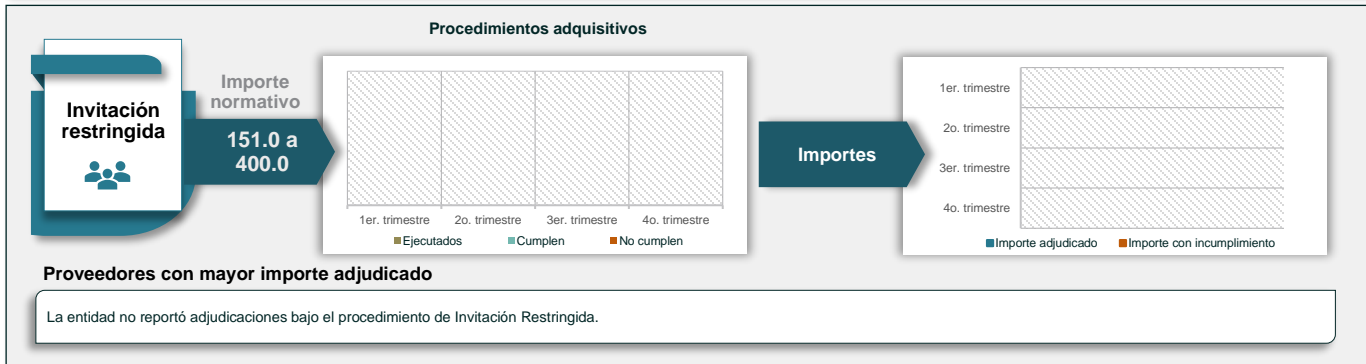 Procedimientos adquisitivos
Invitación
restringida
Importe
normativo
151.0 a
400.0
1er. trimestre
2o. trimestre
3er. trimestre
4o. trimestre
Ejecutados
Cumplen
No cumplen
Importes
1er. trimestre
2o. trimestre
3er. trimestre
4o. trimestre
Importe adjudicado
Importe con incumplimiento
Proveedores con mayor importe adjudicado
La entidad no reportó adjudicaciones bajo el procedimiento de Invitación Restringida.